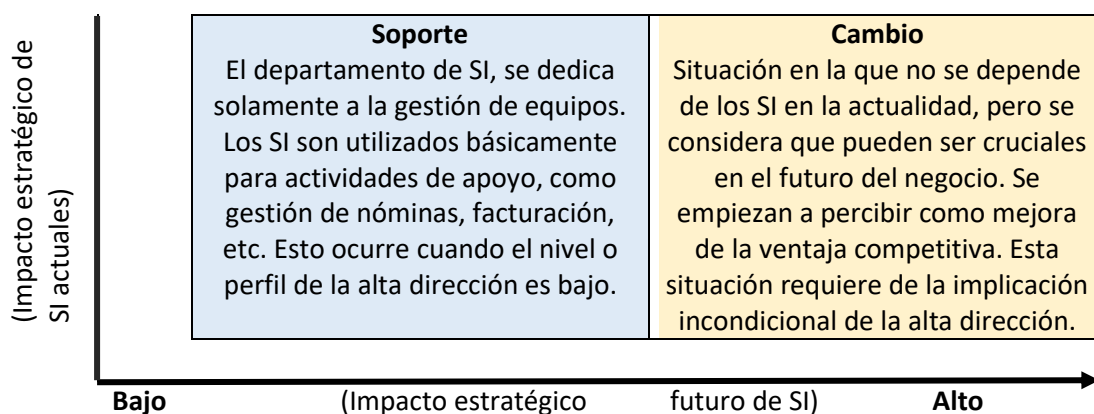 (Impacto estratégico de
SI actuales)
Soporte
El departamento de SI, se dedica
solamente a la gestión de equipos.
Los SI son utilizados básicamente
para actividades de apoyo, como
gestión de nóminas, facturación,
etc. Esto ocurre cuando el nivel o
perfil de la alta dirección es bajo.
Cambio
Situación en la que no se depende
de los SI en la actualidad, pero se
considera que pueden ser cruciales
en el futuro del negocio. Se
empiezan a percibir como mejora
de la ventaja competitiva. Esta
situación requiere de la implicación
incondicional de la alta dirección.
Bajo (Impacto estratégico futuro de SI) Alto